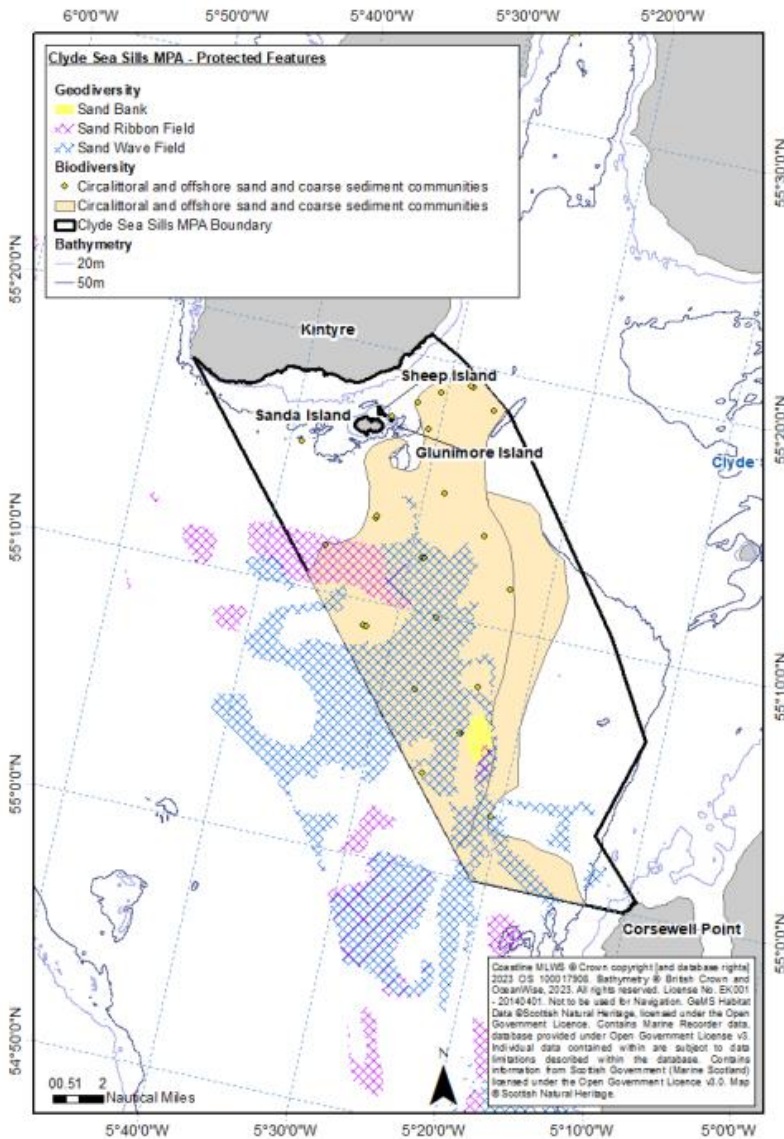 6°0'0"W
5°50'0"W
5°40'0"W
5°30'0"W
5°20'0"W
Clyde Sea Sills MPA - Protected Features
Geodiversity
Sand Bank
Sand Ribbon Field
Sand Wave Field
Biodiversity
Circalittoral and offshore sand and coarse sediment communities
Circalittoral and offshore sand and coarse sediment communities
Clyde Sea Sills MPA Boundary
Bathymetry
20m
50m
55°30'0"N
55°20'0"N
Kintyre
Sheep Island
Sanda Island
55°20'0"N
Glunimore Island
Clyde
55°10'0"N
55°10'0"N
55°0'0"N
Corsewell Point
55°0'0"N
Coastline MLWS © Crown copyright [and database rights]
2023 OS 100017908. Bathymetry © British Crown and
OceanWise, 2023. All rights reserved. License No. EK001
- 20140401. Not to be used for Navigation. GeMS Habitat
Data ©Scottish Natural Heritage, licensed under the Open
Government Licence. Contains Marine Recorder data,
database provided under Open Government License v3.
Individual data contained within are subject to data
limitations described within the database. Contains
information from Scottish Government (Marine Scotland)
licensed under the Open Government Licence v3.0. Map
© Scottish Natural Heritage.
54°50'0"N
N
00.51 2
Nautical Miles
5°40'0"W
5°30'0"W
5°20'0"W
5°10'0"W
5°0'0"W